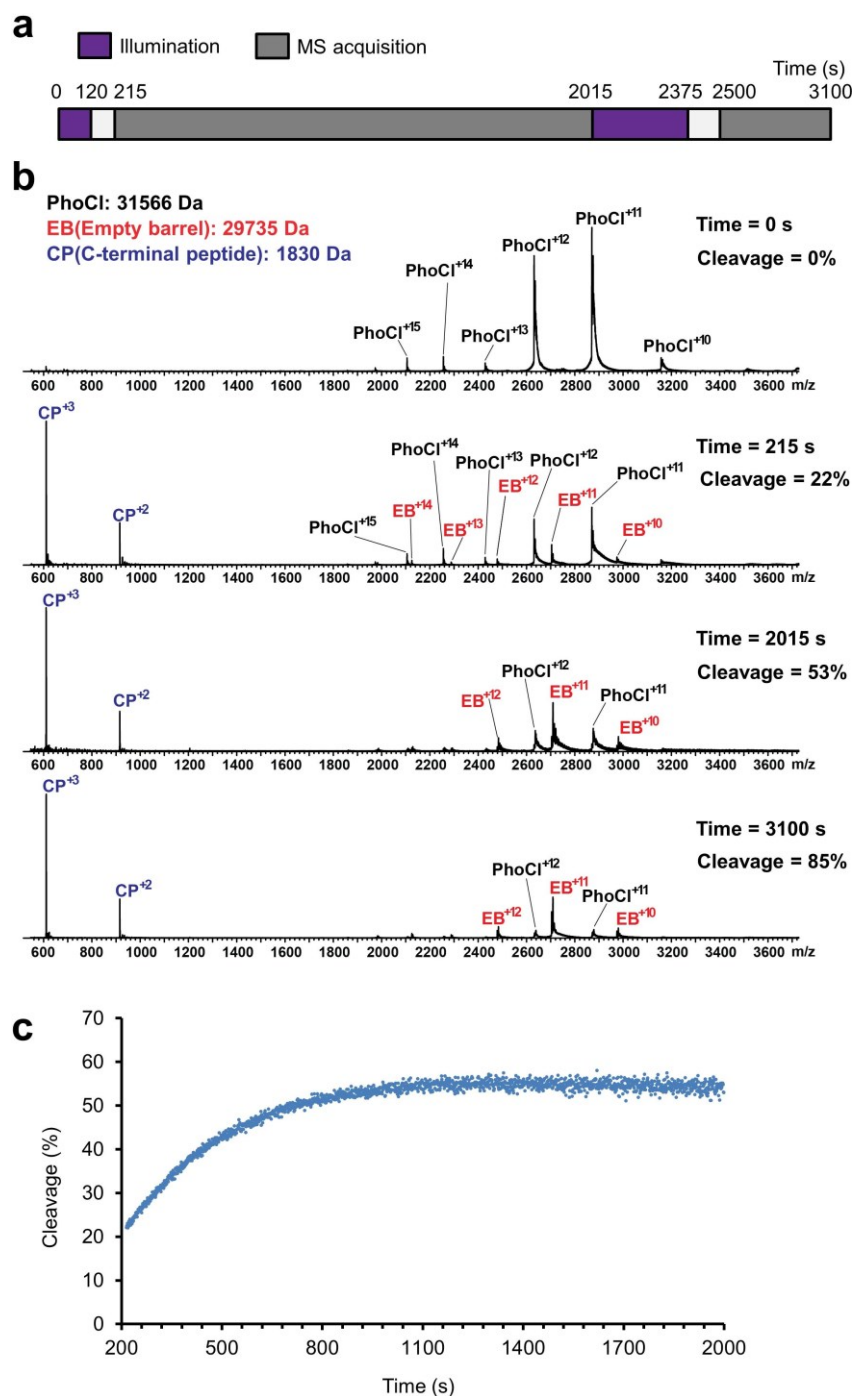 a
Illumination MS acquisition
Time (s)
0 120 215 2015 2375 2500 3100
b
PhoCl: 31566 Da
EB(Empty barrel): 29735 Da
CP(C-terminal peptide): 1830 Da
Time = 0 s
Cleavage = 0%
PhoCl+15 PhoCl+14 PhoCl+13 PhoCl+12 PhoCl+11 PhoCl+10
600 800 1000 1200 1400 1600 1800 2000 2200 2400 2600 2800 3000 3200 3400 3600 m/z
Time = 215 s
Cleavage = 22%
CP+3 CP+2 PhoCl+15 EB+14 PhoCl+14 EB+13 PhoCl+13 EB+12 PhoCl+12 EB+11 PhoCl+11 EB+10
600 800 1000 1200 1400 1600 1800 2000 2200 2400 2600 2800 3000 3200 3400 3600 m/z
Time = 2015 s
Cleavage = 53%
CP+3 CP+2 EB+12 PhoCl+12 EB+11 PhoCl+11 EB+10
600 800 1000 1200 1400 1600 1800 2000 2200 2400 2600 2800 3000 3200 3400 3600 m/z
Time = 3100 s
Cleavage = 85%
CP+3 CP+2 EB+12 PhoCl+12 EB+11 PhoCl+11 EB+10
600 800 1000 1200 1400 1600 1800 2000 2200 2400 2600 2800 3000 3200 3400 3600 m/z
c
Cleavage (%)
70
60
50
40
30
20
10
0
200 500 800 1100 1400 1700 2000
Time (s)